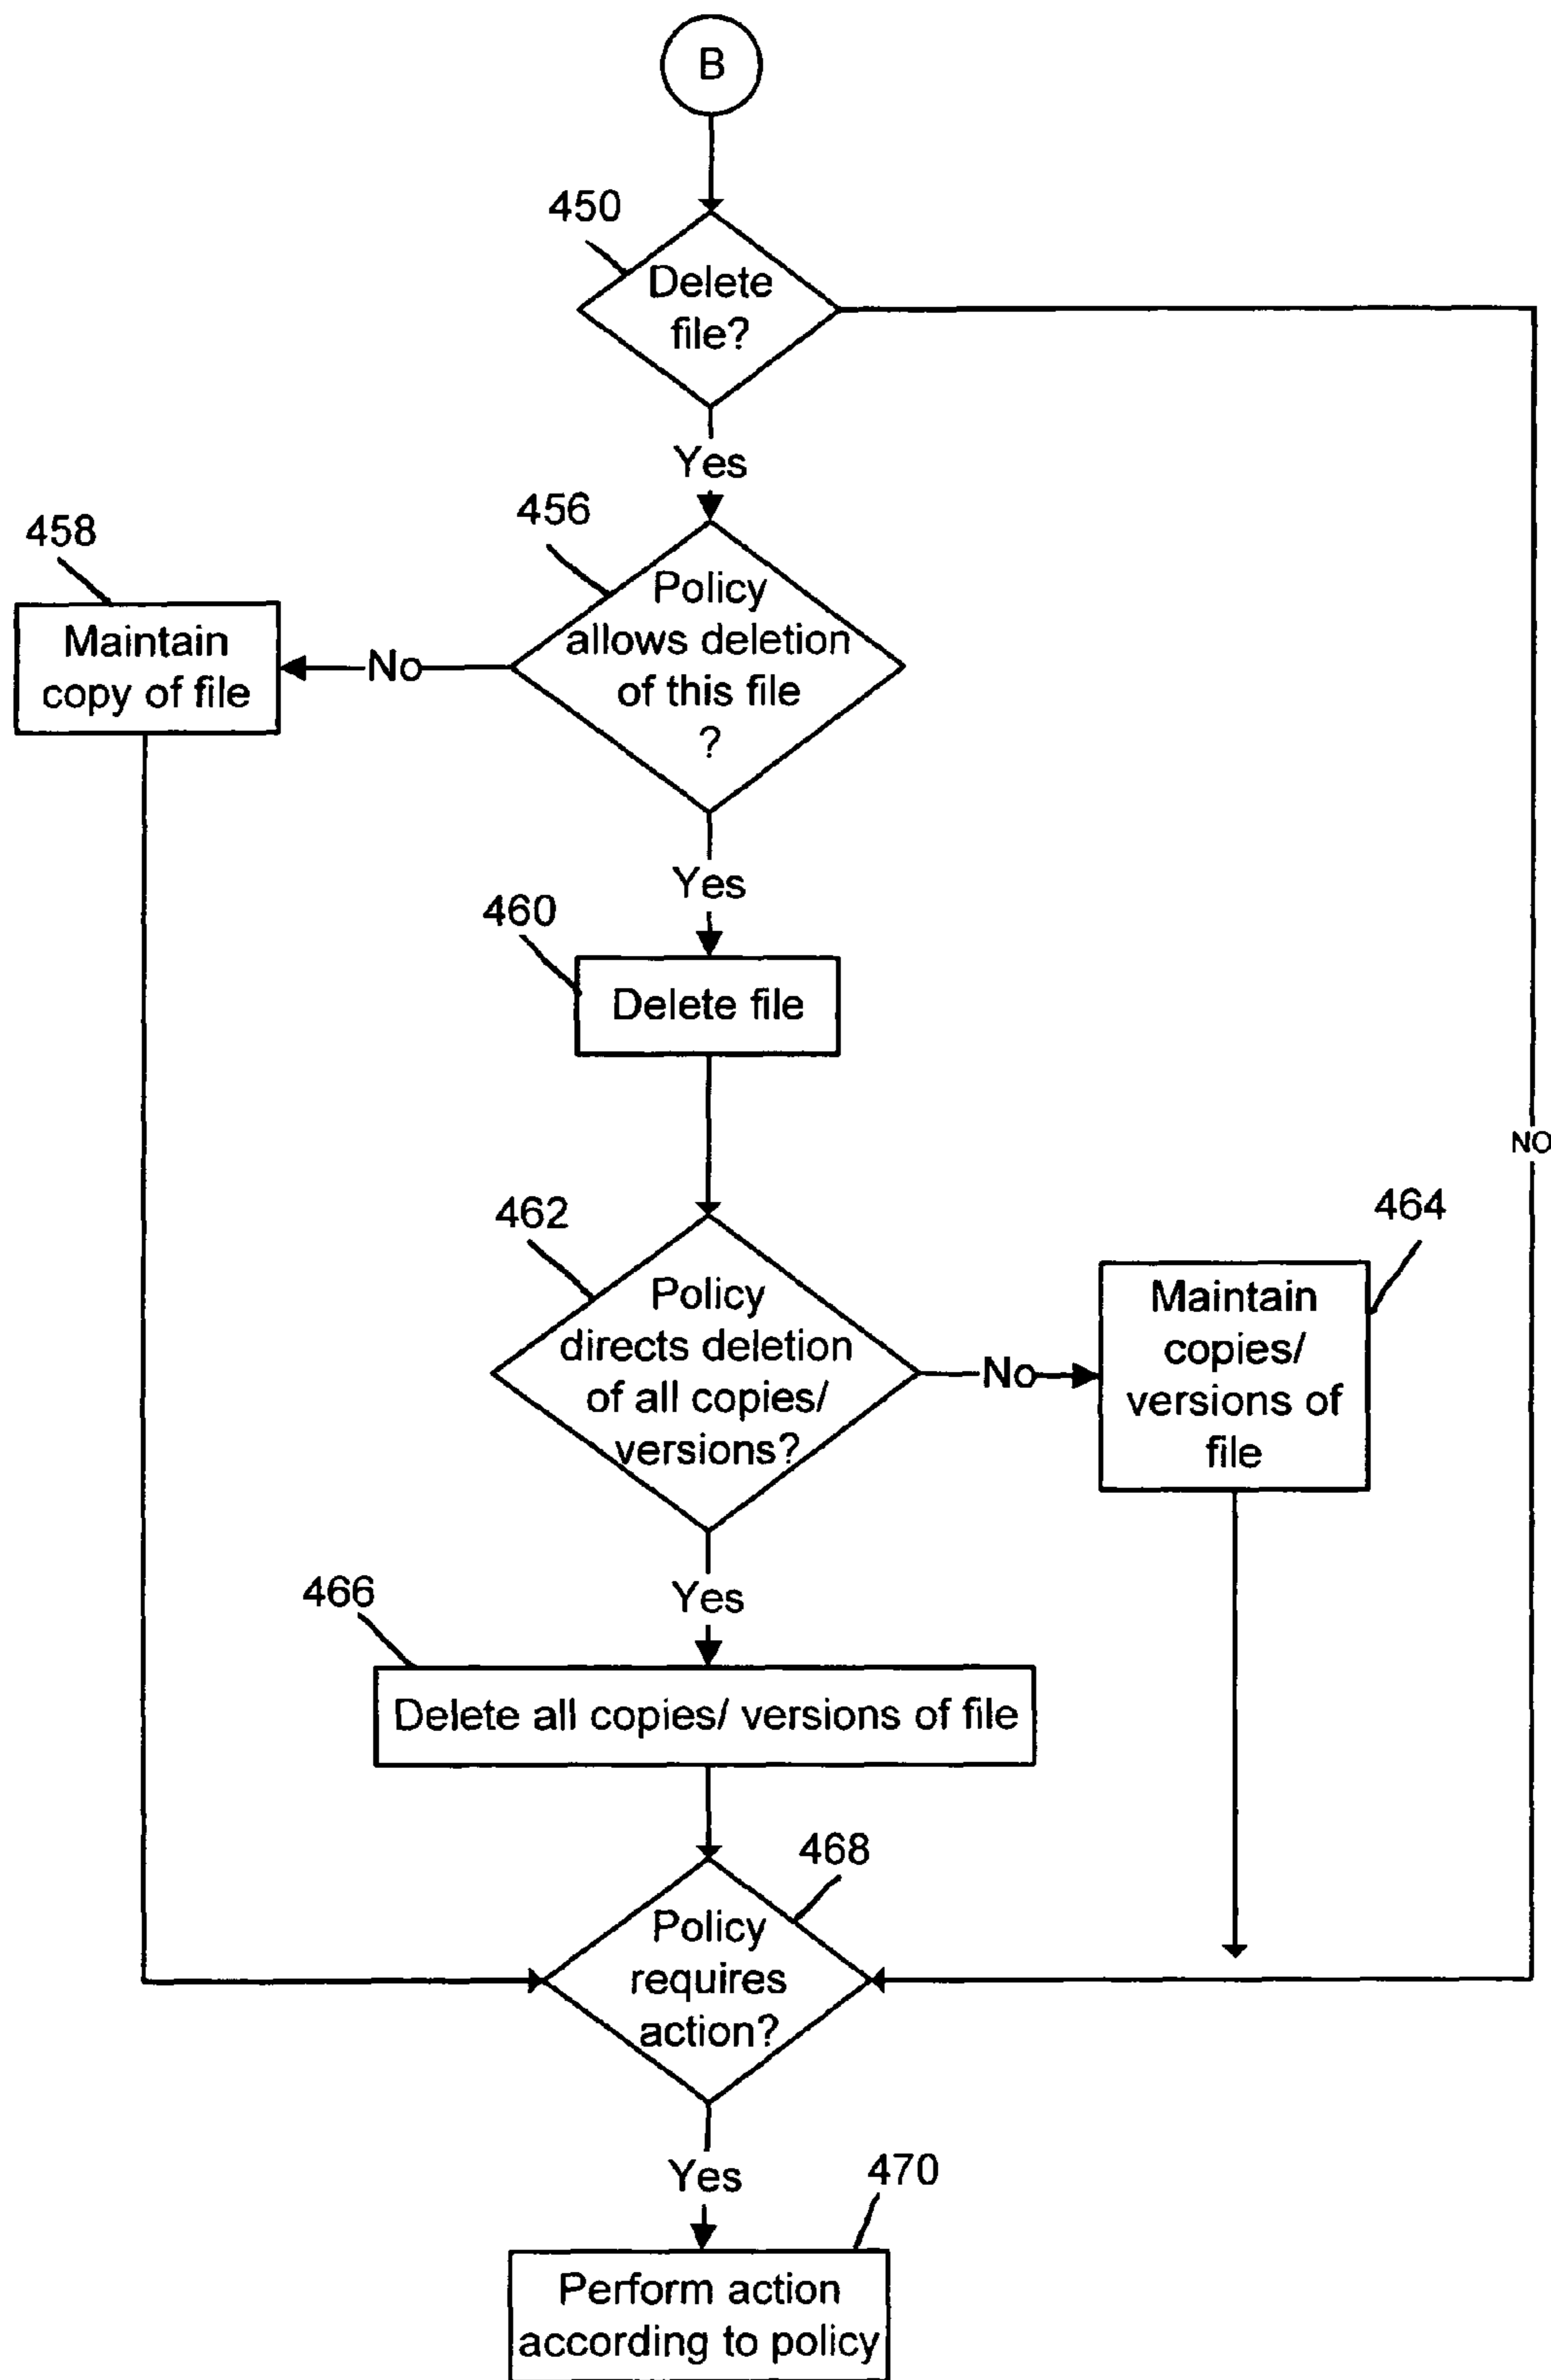 B
450
Delete
file?
Yes
456
458
Policy
allows deletion
of this file
?
Maintain
copy of file
No
Yes
460
Delete file
NO
462
464
Policy
directs deletion
of all copies/
versions?
No
Maintain
copies/
versions of
file
Yes
466
Delete all copies/ versions of file
468
Policy
requires
action?
Yes
470
Perform action
according to policy